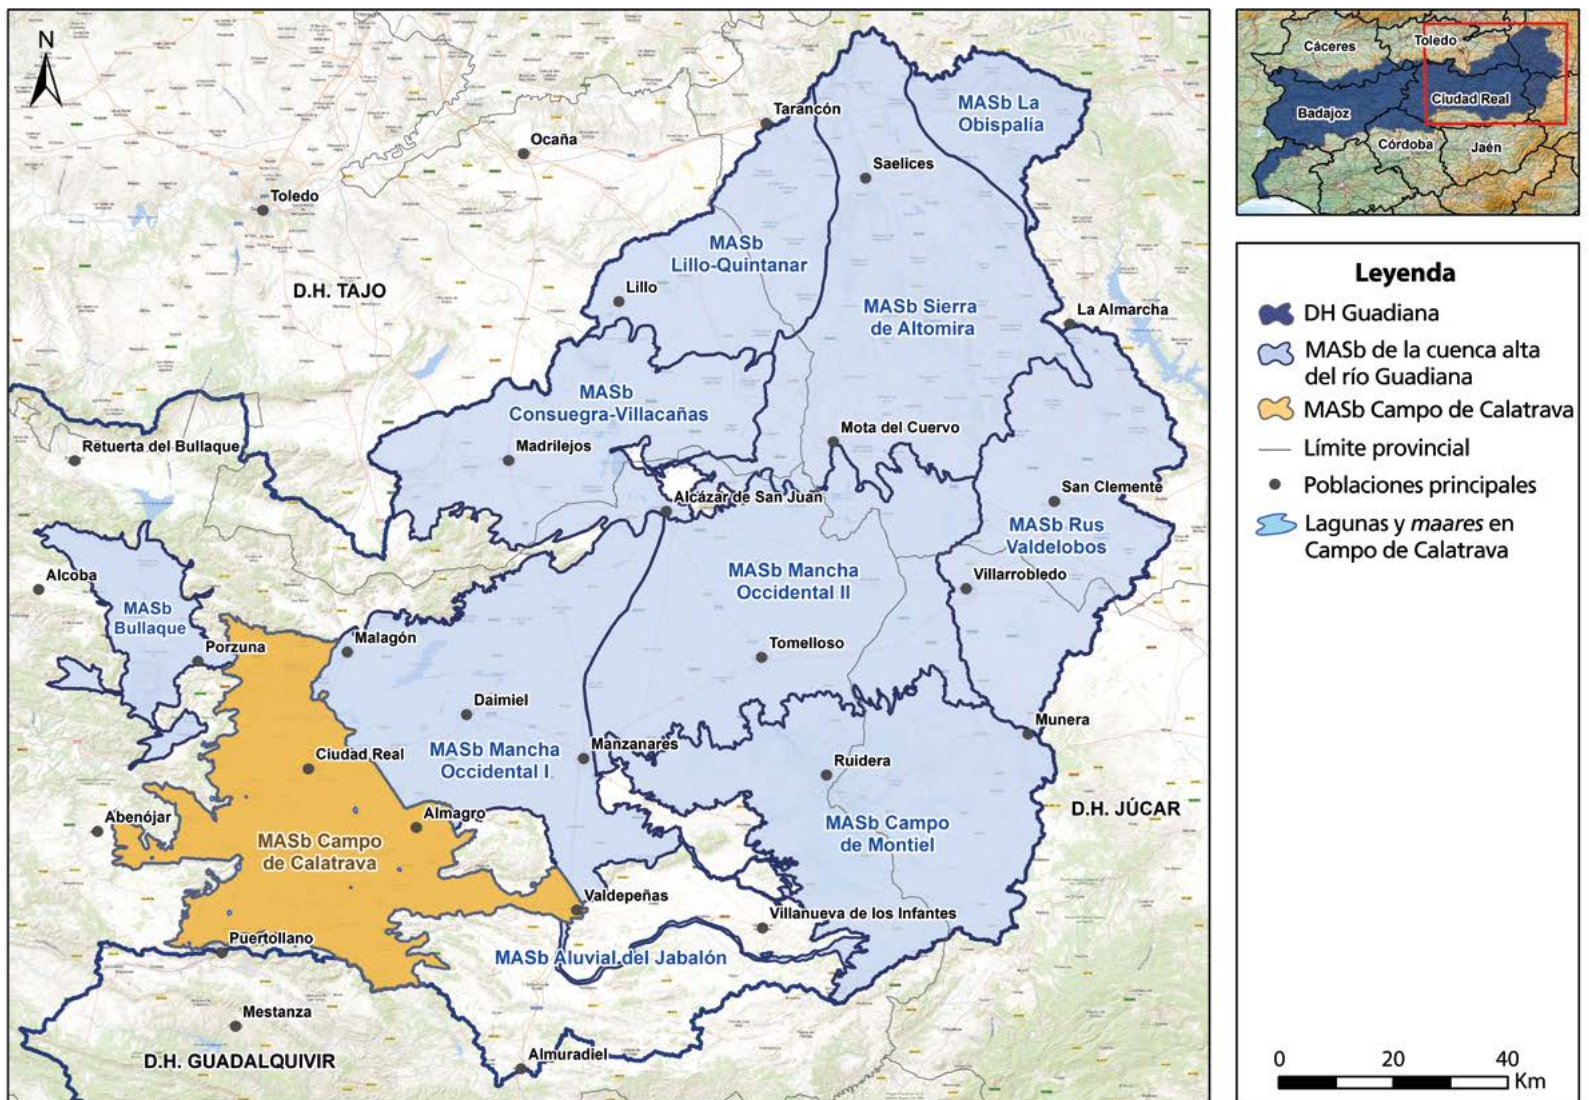 N
Tarancón
MASb La
Obispalía
Ocaña
Saelices
Toledo
MASb
Lillo-Quintanar
D.H. TAJO
Lillo
MASb Sierra
de Altomira
La Almarcha
MASb
Consuegra-Villacañas
Mota del Cuervo
Retuerta del Bullaque
Madrilejos
Alcázar de San Juan
San Clemente
MASb Rus
Valdelobos
Alcoba
MASb Mancha
Occidental II
Villarrobledo
MASb
Bullaque
Porzuna
Malagón
Tomelloso
Daimiel
Munera
Ciudad Real
MASb Mancha
Occidental I
Manzanares
Ruidera
Abenójar
Almagro
D.H. JÚCAR
MASb Campo
de Calatrava
MASb Campo
de Montiel
Valdepeñas
Villanueva de los Infantes
Puertollano
MASb Aluvial del Jabalón
Mestanza
D.H. GUADALQUIVIR
Almuradiel
Cáceres
Toledo
Badajoz
Ciudad Real
Córdoba
Jaén
Leyenda
DH Guadiana
MASb de la cuenca alta
del río Guadiana
MASb Campo de Calatrava
Límite provincial
Poblaciones principales
Lagunas y maares en
Campo de Calatrava
0 20 40
Km